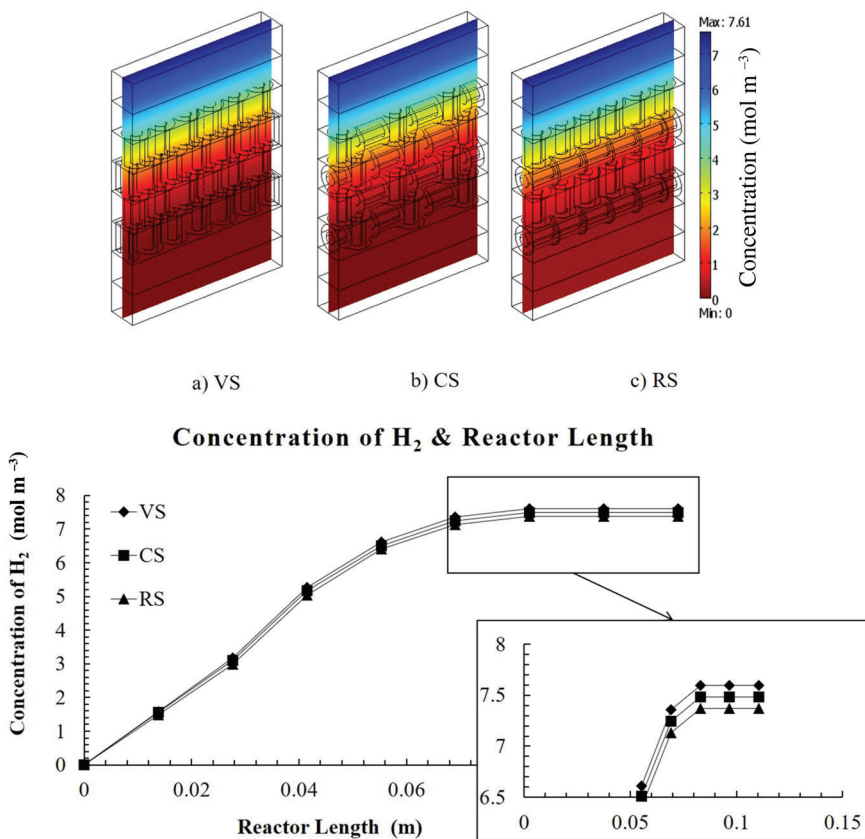 Max: 7.61
7
6
5
4
3
2
1
0
Min: 0
Concentration (mol m⁻³)
a) VS
b) CS
c) RS
Concentration of H₂ & Reactor Length
Concentration of H₂ (mol m⁻³)
8
7
6
5
4
3
2
1
0
VS
CS
RS
0
0.02
0.04
0.06
Reactor Length (m)
8
7.5
7
6.5
0
0.05
0.1
0.15